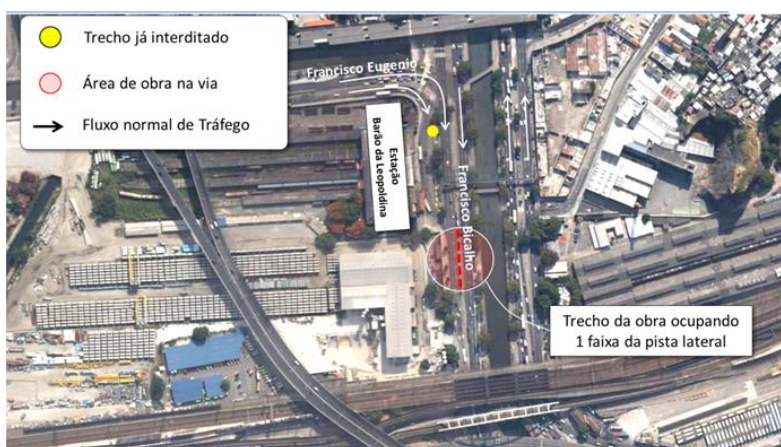 Trecho já interditado
Área de obra na via
Fluxo normal de Tráfego
Francisco Eugenio
Estação
Barão da Leopoldina
Francisco Bicalho
Trecho da obra ocupando
1 faixa da pista lateral